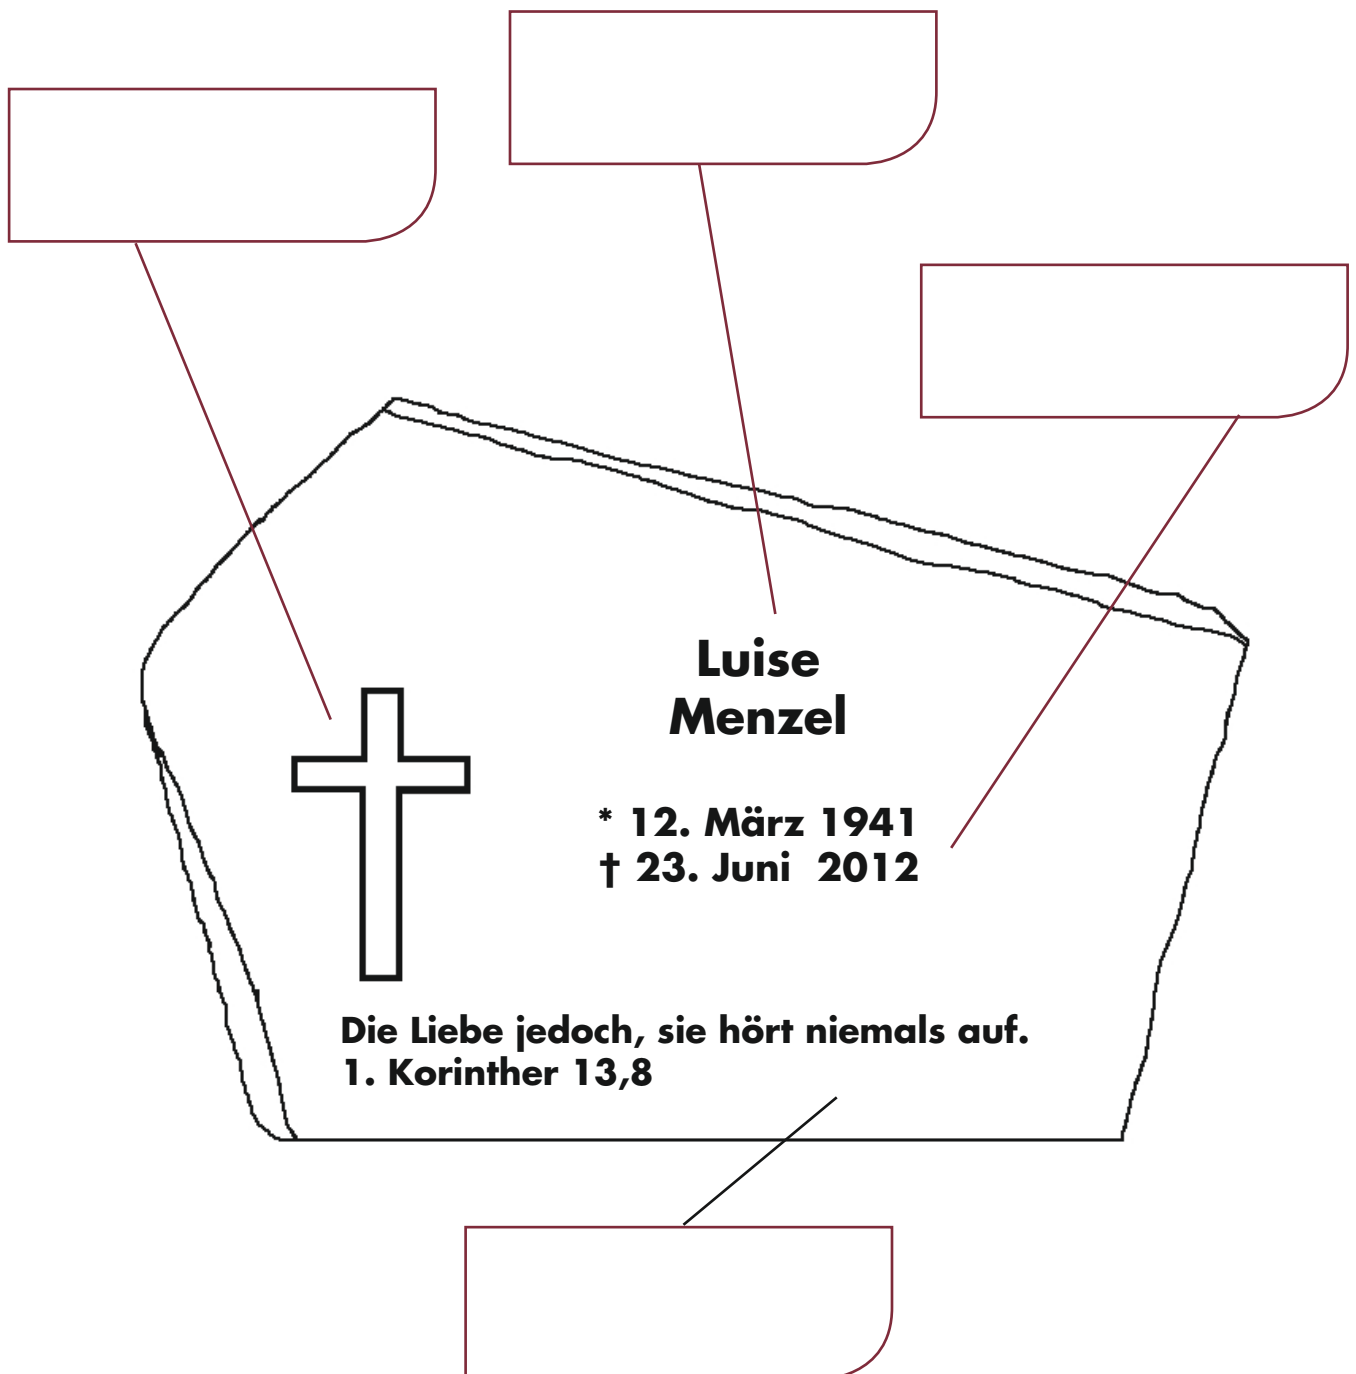 Luise
Menzel
* 12. März 1941
† 23. Juni 2012
Die Liebe jedoch, sie hört niemals auf.
1. Korinther 13,8